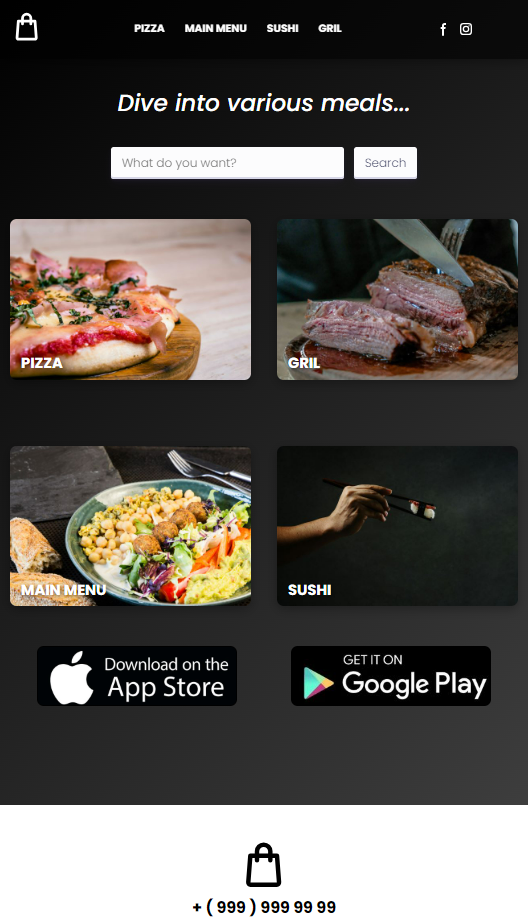 PIZZA MAIN MENU SUSHI GRIL
Dive into various meals...
What do you want? Search
PIZZA
GRIL
MAIN MENU
SUSHI
Download on the
App Store
GET IT ON
Google Play
+ ( 999 ) 999 99 99